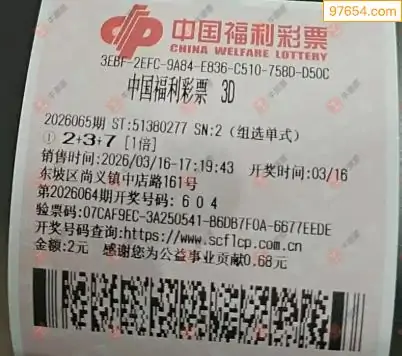 97654.com
中国福利彩票
CHINA WELFARE LOTTERY
3EBF-2EFC-9A84-E836-C510-758D-D50C
中国福利彩票 3D
2026065期 ST:51380277 SN:2 (组选单式)
① 2+3+7 [1倍]
销售时间:2026/03/16-17:19:43 开奖时间:03/16
东坡区尚义镇中店路161号
第2026064期开奖号码: 6 0 4
验票码:07CAF9EC-3A250541-B6DB7F0A-6677EEDE
开奖号码查询:https://www.scflcp.com.cn
金额:2元 感谢您为公益事业贡献0.68元